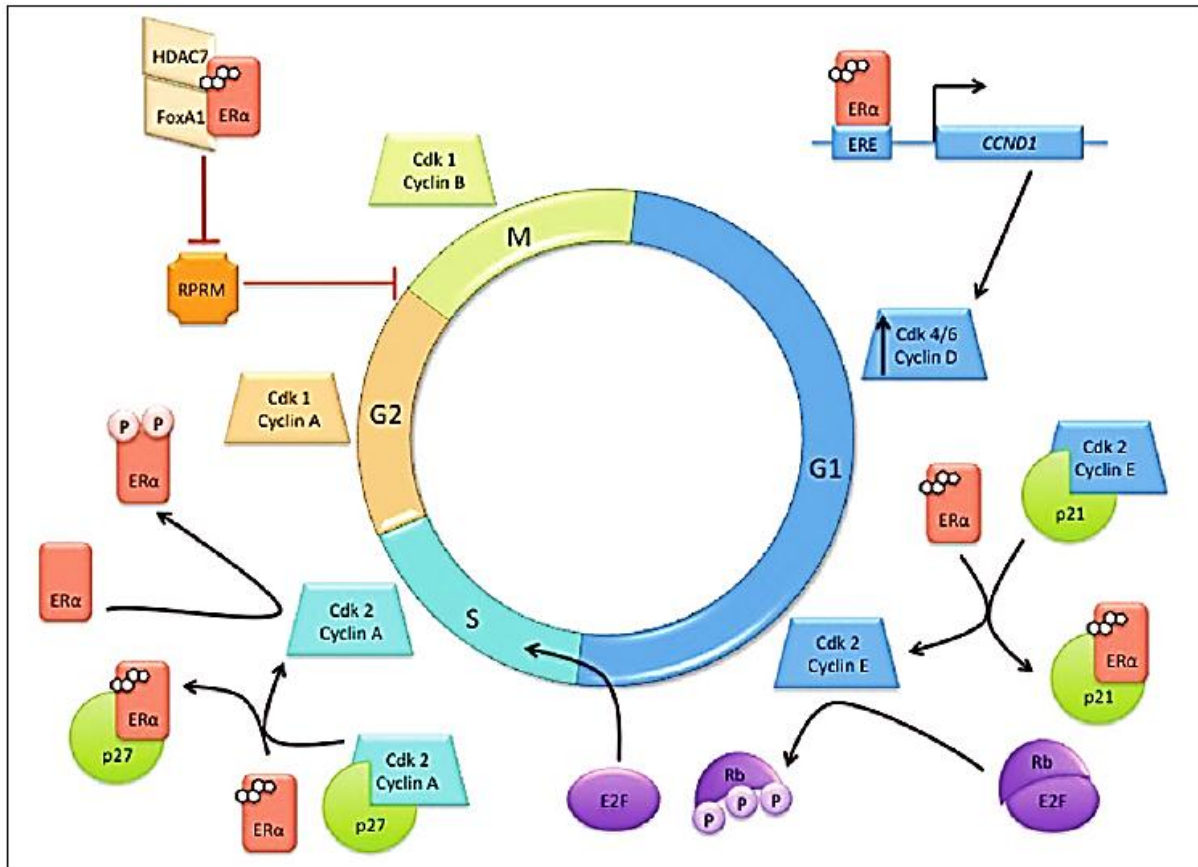 HDAC7
FoxA1
ERα
ERα
ERE
CCND1
Cdk 1
Cyclin B
M
RPRM
Cdk 4/6
Cyclin D
Cdk 1
Cyclin A
G2
G1
P P
ERα
Cdk 2
Cyclin E
p21
ERα
ERα
Cdk 2
Cyclin A
S
Cdk 2
Cyclin E
ERα
p21
ERα
p27
Cdk 2
Cyclin A
p27
ERα
E2F
Rb
P P P
Rb
E2F